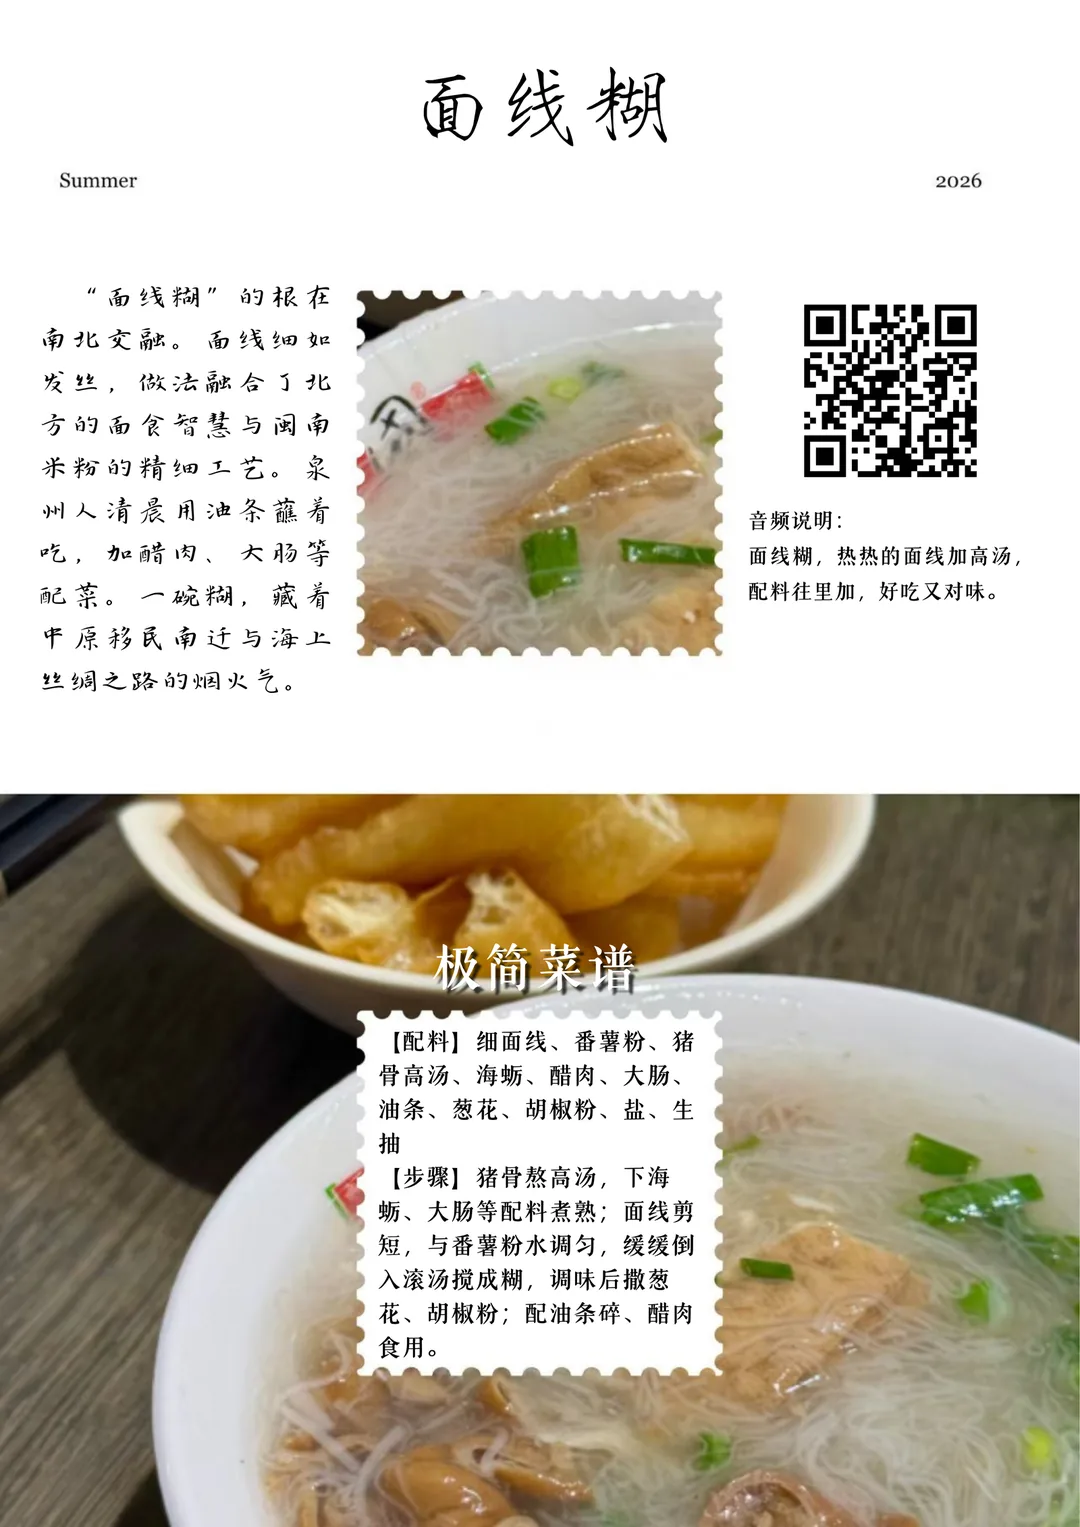 面线糊
Summer
2026
“面线糊”的根在
南北交融。面线细如
发丝，做法融合了北
方的面食智慧与闽南
米粉的精细工艺。泉
州人清晨用油条蘸着
吃，加醋肉、大肠等
配菜。一碗糊，藏着
中原移民南迁与海上
丝绸之路的烟火气。
音频说明：
面线糊，热热的面线加高汤，
配料往里加，好吃又对味。
极简菜谱
【配料】细面线、番薯粉、猪
骨高汤、海蛎、醋肉、大肠、
油条、葱花、胡椒粉、盐、生
抽
【步骤】猪骨熬高汤，下海
蛎、大肠等配料煮熟；面线剪
短，与番薯粉水调匀，缓缓倒
入滚汤搅成糊，调味后撒葱
花、胡椒粉；配油条碎、醋肉
食用。